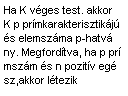 Ha K véges test. akkor
K p prímkarakterisztikájú
és elemszáma p-hatvá
ny. Megfordítva, ha p prí
mszám és n pozitív egé
sz,akkor létezik